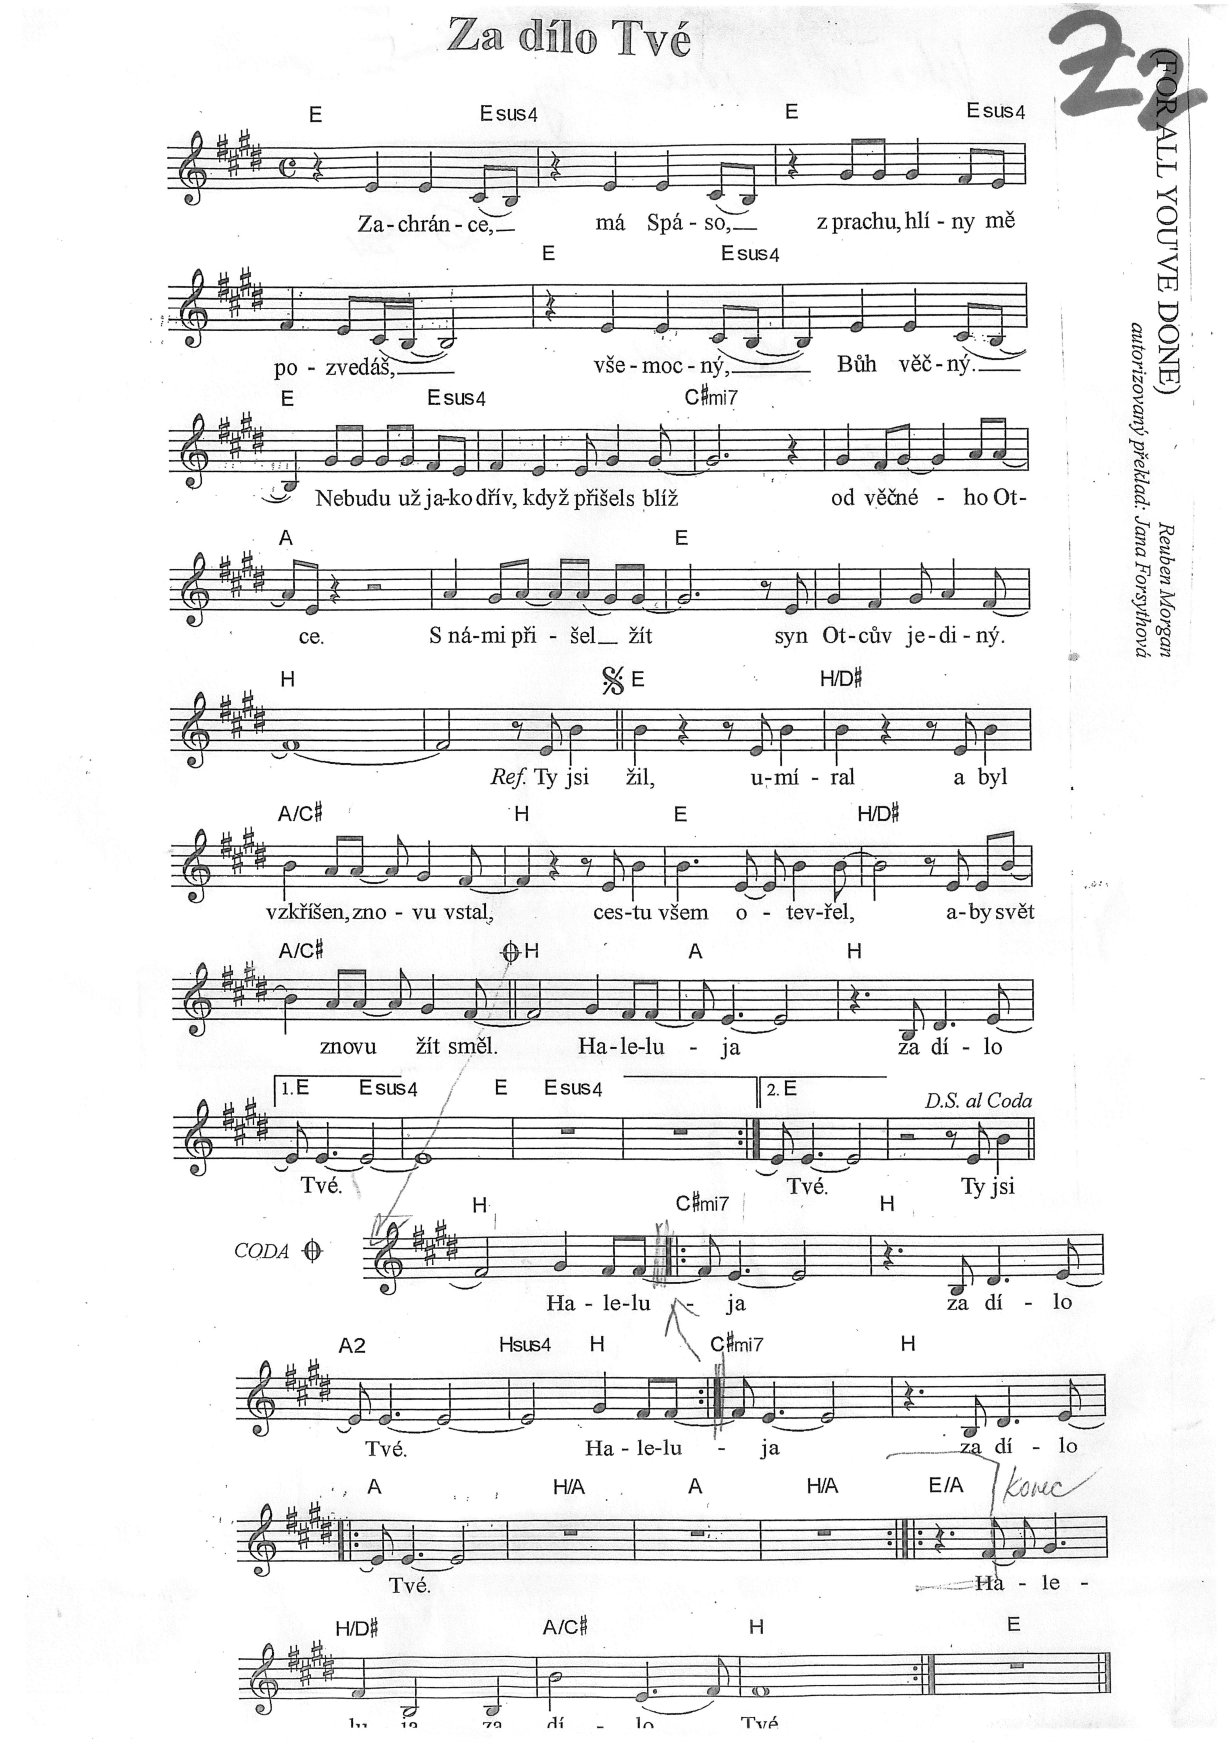 Za dílo Tvé
Z2
(FOR ALL YOU'VE DONE)
autorizovaný překlad: Jana Forsythová
Reuben Morgan
E Esus4 E Esus4
Za-chrán-ce, má Spá-so, z prachu, hlí-ny mě
E Esus4
po-zvedáš, vše-moc-ný, Bůh věč-ný.
E Esus4 C#mi7
Nebudu už ja-ko dřív, když přišels blíž od věčné-ho Ot-
A E
ce. S ná-mi při-šel žít syn Ot-cův je-di-ný.
H E H/D#
Ref. Ty jsi žil, u-mí-ral a byl
A/C# H E H/D#
vzkříšen, zno-vu vstal, ces-tu všem o-tev-řel, a-by svět
A/C# H A H
znovu žít směl. Ha-le-lu-ja za dí-lo
1. E Esus4 E Esus4 2. E
D.S. al Coda
Tvé. Tvé. Ty jsi
H C#mi7 H
CODA
Ha-le-lu-ja za dí-lo
A2 Hsus4 H C#mi7 H
Tvé. Ha-le-lu-ja za dí-lo
A H/A A H/A E/A konec
Tvé. Ha-le-
H/D# A/C# H E
lu ja za dí-lo Tvé